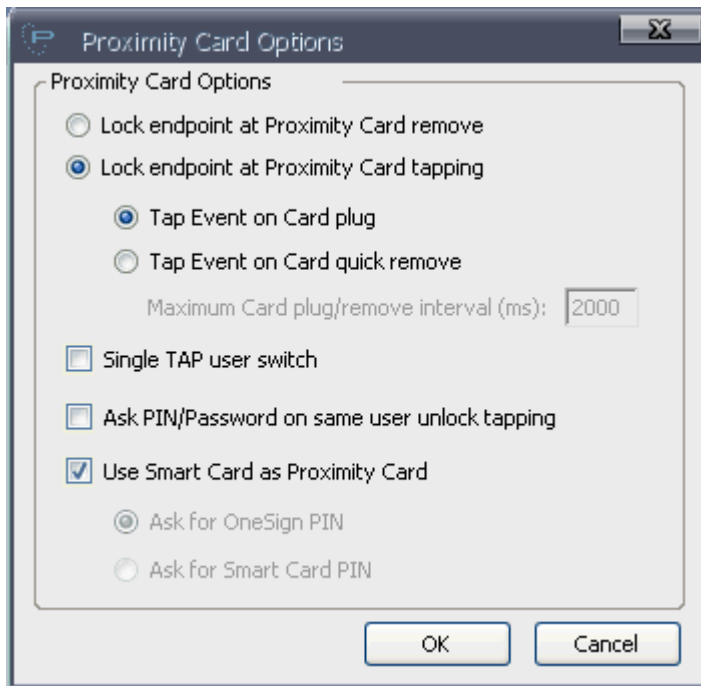 Proximity Card Options
Proximity Card Options
Lock endpoint at Proximity Card remove
Lock endpoint at Proximity Card tapping
Tap Event on Card plug
Tap Event on Card quick remove
Maximum Card plug/remove interval (ms): 2000
Single TAP user switch
Ask PIN/Password on same user unlock tapping
Use Smart Card as Proximity Card
Ask for OneSign PIN
Ask for Smart Card PIN
OK Cancel